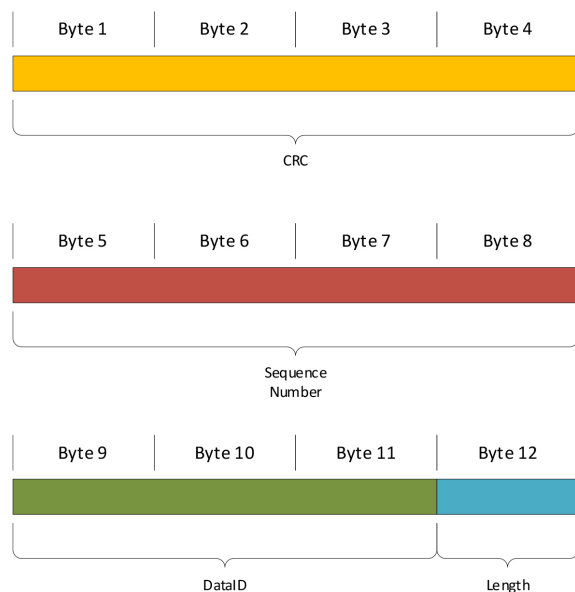 Byte 1 Byte 2 Byte 3 Byte 4
CRC
Byte 5 Byte 6 Byte 7 Byte 8
Sequence
Number
Byte 9 Byte 10 Byte 11 Byte 12
DataID Length